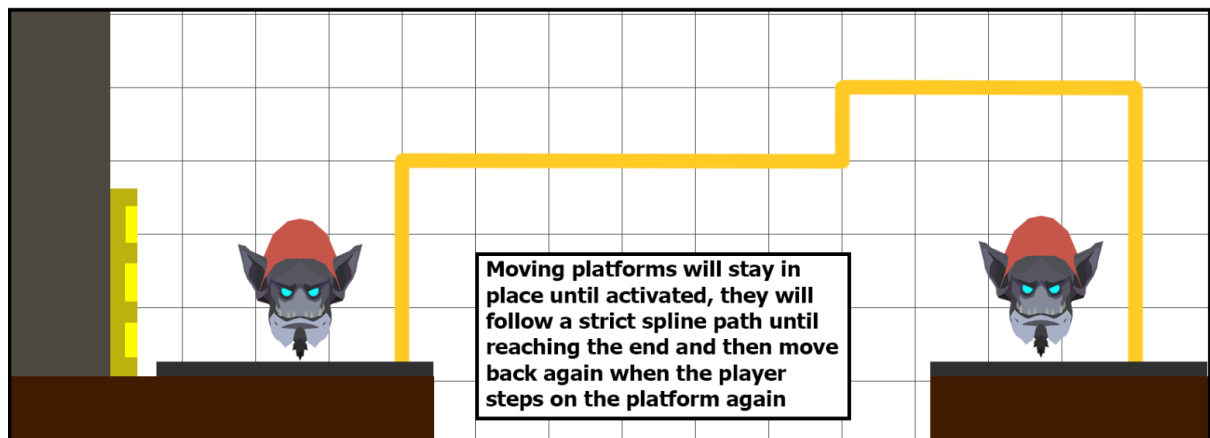 Moving platforms will stay in
place until activated, they will
follow a strict spline path until
reaching the end and then move
back again when the player
steps on the platform again